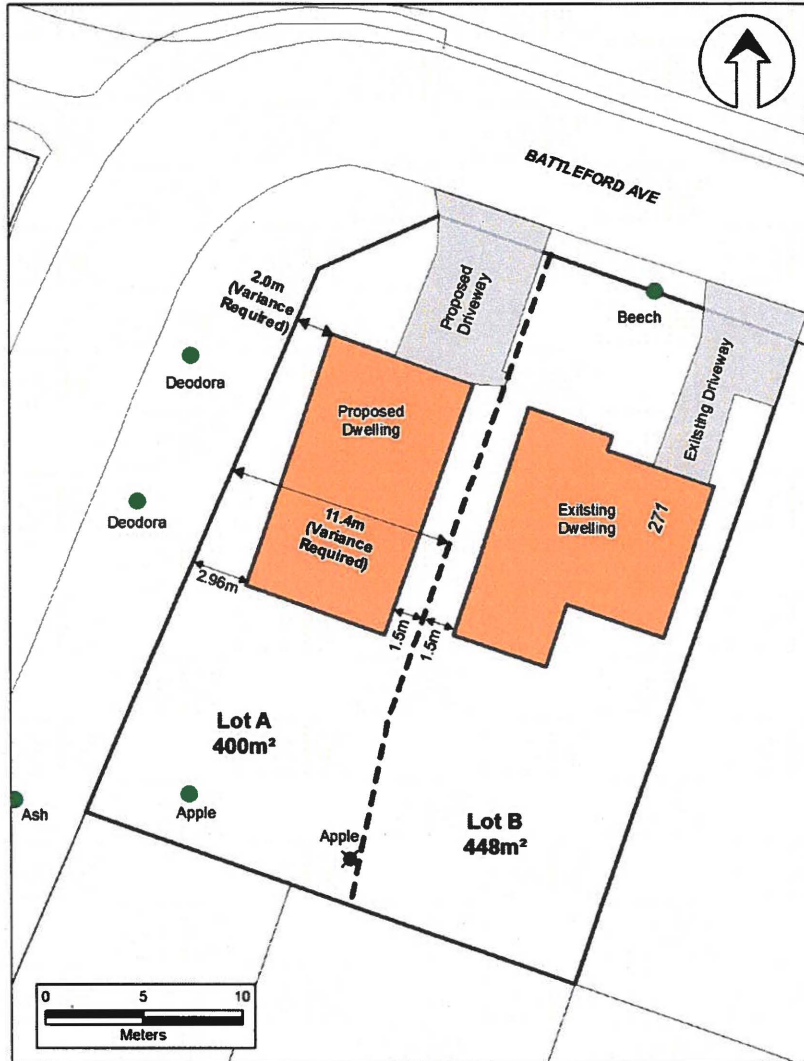 BATTLEFORD AVE
2.0m
(Variance
Required)
Proposed
Driveway
Beech
Deodora
Exitsting Driveway
Proposed
Dwelling
Deodora
11.4m
(Variance
Required)
Exitsting
Dwelling
271
2.96m
1.5m
1.5m
Lot A
400m²
Ash
Apple
Apple
Lot B
448m²
0 5 10
Meters